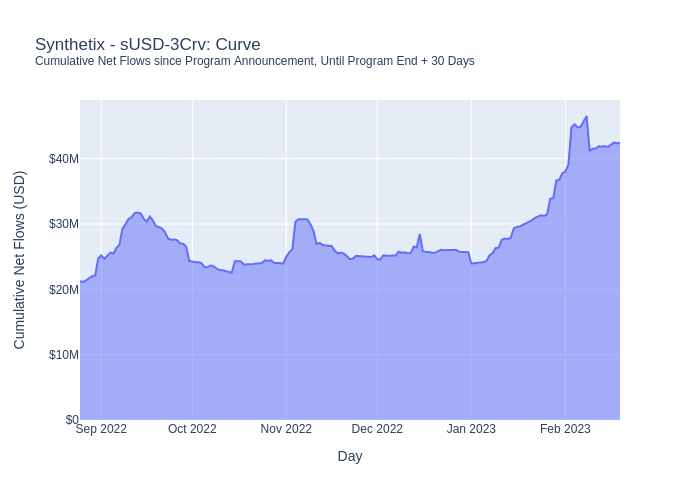 Synthetix - sUSD-3Crv: Curve
Cumulative Net Flows since Program Announcement, Until Program End + 30 Days
Cumulative Net Flows (USD)
$40M
$30M
$20M
$10M
$0
Sep 2022
Oct 2022
Nov 2022
Dec 2022
Jan 2023
Feb 2023
Day